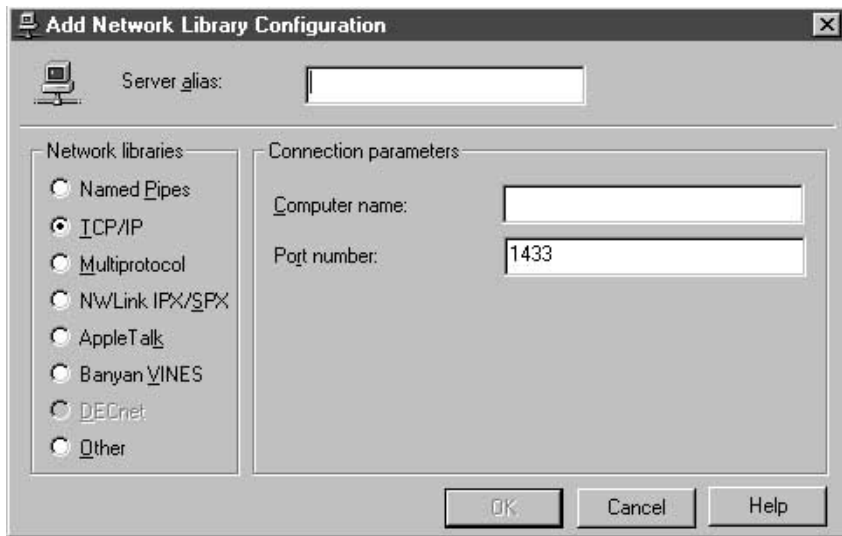 Add Network Library Configuration
Server alias:
Network libraries
Named Pipes
TCP/IP
Multiprotocol
NWLink IPX/SPX
AppleTalk
Banyan VINES
DECnet
Other
Connection parameters
Computer name:
Port number: 1433
OK Cancel Help